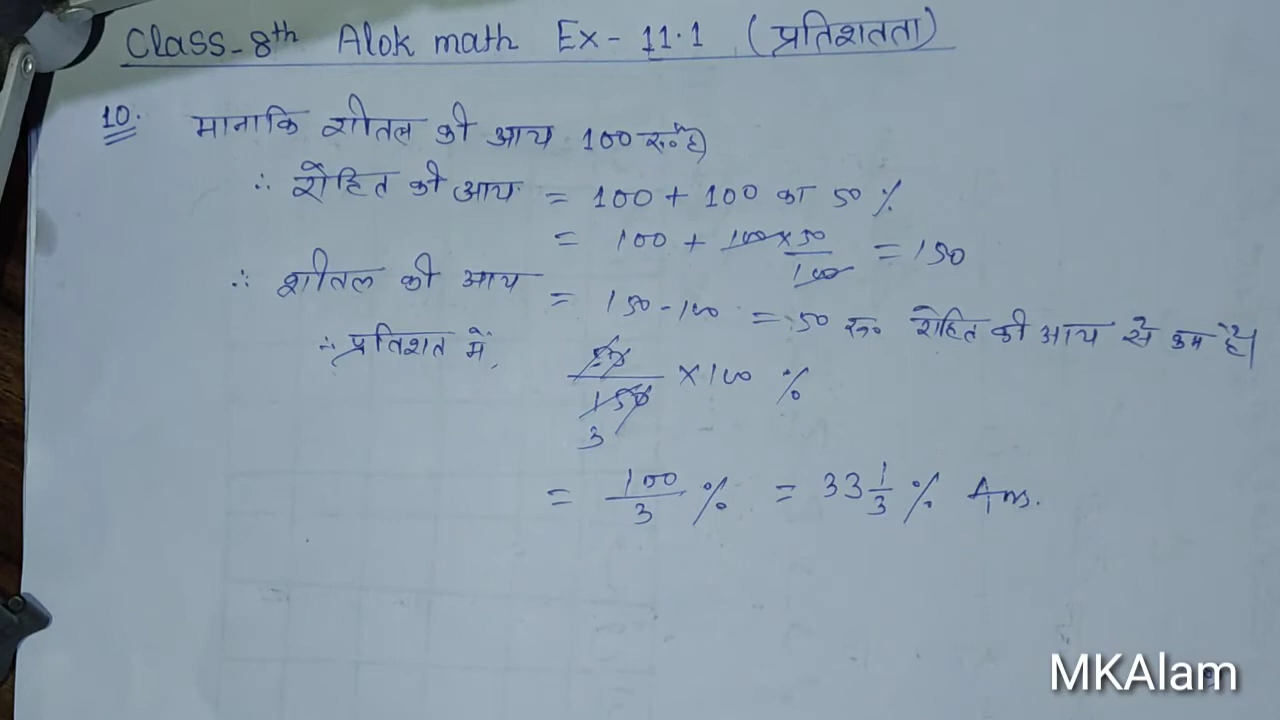 Class-8th Alok math Ex-11.1 (प्रतिशतता)
10. मानाकि शीतल की आय 100 रु० है।
∴ रोहित की आय = 100 + 100 का 50 %
= 100 + 100×50/100 = 150
∴ शीतल की आय = 150-100 = 50 रु० रोहित की आय से कम है।
∴ प्रतिशत में, 50/150 × 100 %
3
= 100/3 % = 33 1/3 % Ans.
MKAlam